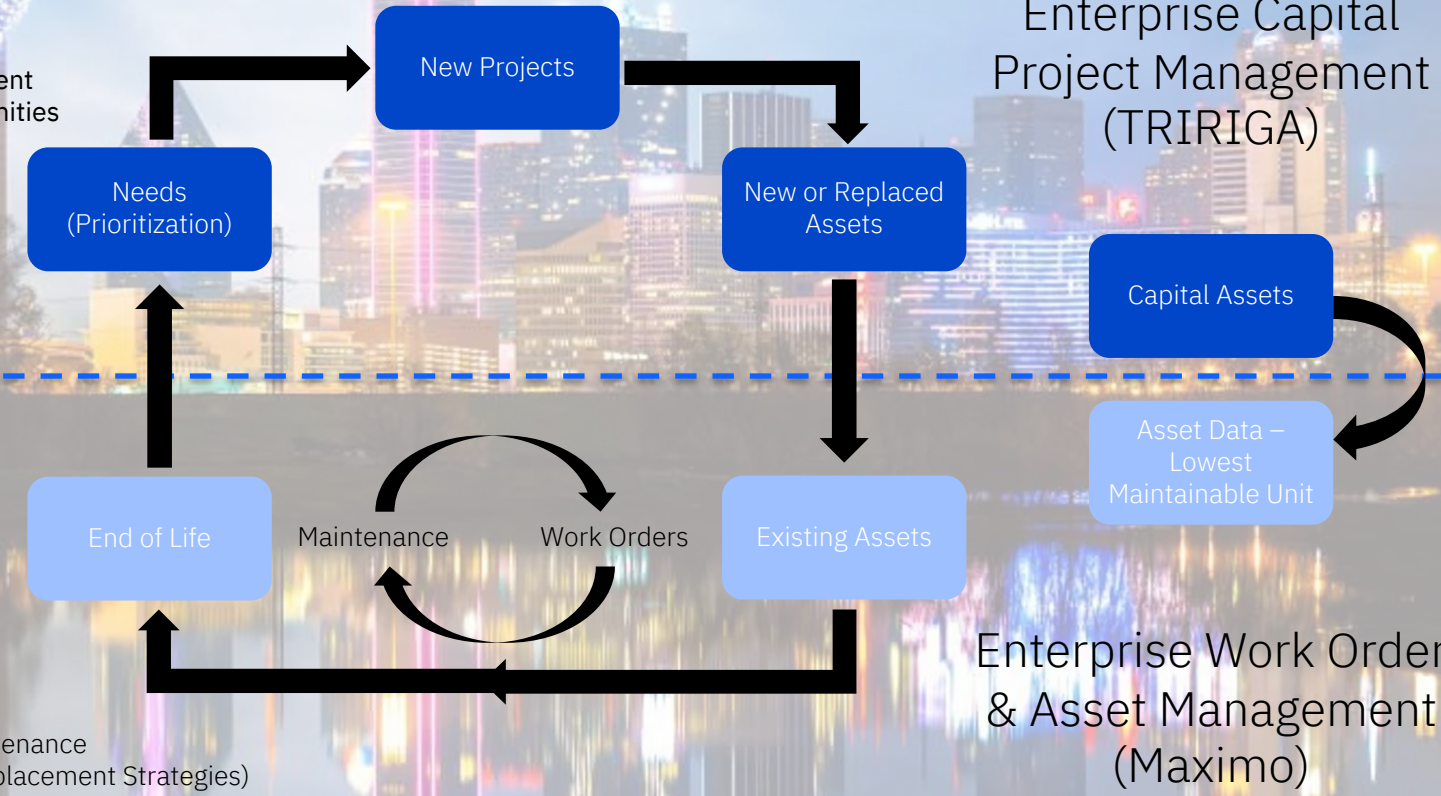 Enterprise Capital
Project Management
(TRIRIGA)
ent
nities
New Projects
Needs
(Prioritization)
New or Replaced
Assets
Capital Assets
Asset Data –
Lowest
Maintainable Unit
End of Life
Maintenance
Work Orders
Existing Assets
Enterprise Work Order
& Asset Management
(Maximo)
enance
placement Strategies)